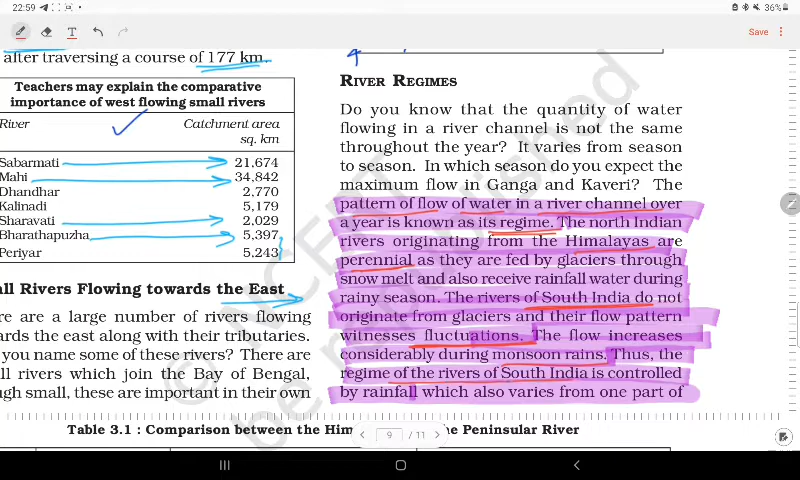 22:59
36%
Save
after traversing a course of 177 km.
Teachers may explain the comparative
importance of west flowing small rivers
River Catchment area
sq. km
Sabarmati 21,674
Mahi 34,842
Dhandhar 2,770
Kalinadi 5,179
Sharavati 2,029
Bharathapuzha 5,397
Periyar 5,243
all Rivers Flowing towards the East
ere are a large number of rivers flowing
wards the east along with their tributaries.
you name some of these rivers? There are
all rivers which join the Bay of Bengal,
ough small, these are important in their own
RIVER REGIMES
Do you know that the quantity of water
flowing in a river channel is not the same
throughout the year? It varies from season
to season. In which season do you expect the
maximum flow in Ganga and Kaveri? The
pattern of flow of water in a river channel over
a year is known as its regime. The north Indian
rivers originating from the Himalayas are
perennial as they are fed by glaciers through
snow melt and also receive rainfall water during
rainy season. The rivers of South India do not
originate from glaciers and their flow pattern
witnesses fluctuations. The flow increases
considerably during monsoon rains. Thus, the
regime of the rivers of South India is controlled
by rainfall which also varies from one part of
Table 3.1 : Comparison between the Him e Peninsular River
9 / 11
© NCERT
be republished